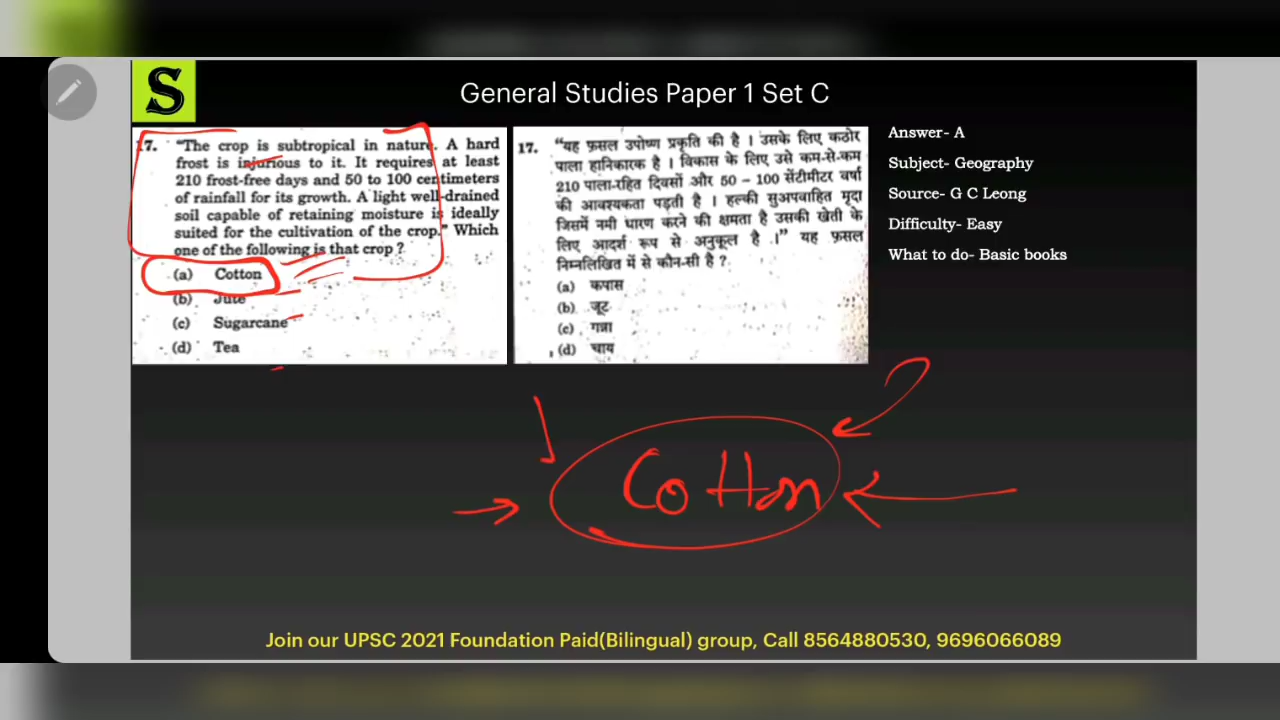 S
General Studies Paper 1 Set C
17. "The crop is subtropical in nature. A hard
frost is injurious to it. It requires at least
210 frost-free days and 50 to 100 centimeters
of rainfall for its growth. A light well-drained
soil capable of retaining moisture is ideally
suited for the cultivation of the crop." Which
one of the following is that crop ?
(a) Cotton
(b) Jute
(c) Sugarcane
(d) Tea
17. "यह फ़सल उपोष्ण प्रकृति की है । उसके लिए कठोर
पाला हानिकारक है । विकास के लिए उसे कम-से-कम
210 पाला-रहित दिवसों और 50 – 100 सेंटीमीटर वर्षा
की आवश्यकता पड़ती है । हल्की सुअपवाहित मृदा
जिसमें नमी धारण करने की क्षमता है उसकी खेती के
लिए आदर्श रूप से अनुकूल है ।" यह फ़सल
निम्नलिखित में से कौन-सी है ?
(a) कपास
(b) जूट
(c) गन्ना
(d) चाय
Answer- A
Subject- Geography
Source- G C Leong
Difficulty- Easy
What to do- Basic books
Cotton
Join our UPSC 2021 Foundation Paid(Bilingual) group, Call 8564880530, 9696066089